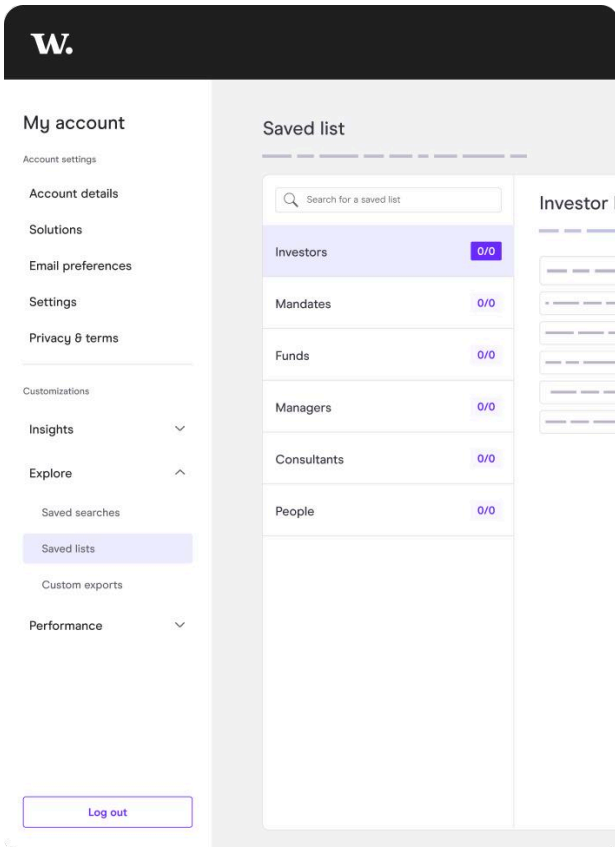 W.
My account
Account settings
Account details
Solutions
Email preferences
Settings
Privacy & terms
Customizations
Insights
Explore
Saved searches
Saved lists
Custom exports
Performance
Log out
Saved list
Search for a saved list
Investors 0/0
Mandates 0/0
Funds 0/0
Managers 0/0
Consultants 0/0
People 0/0
Investor